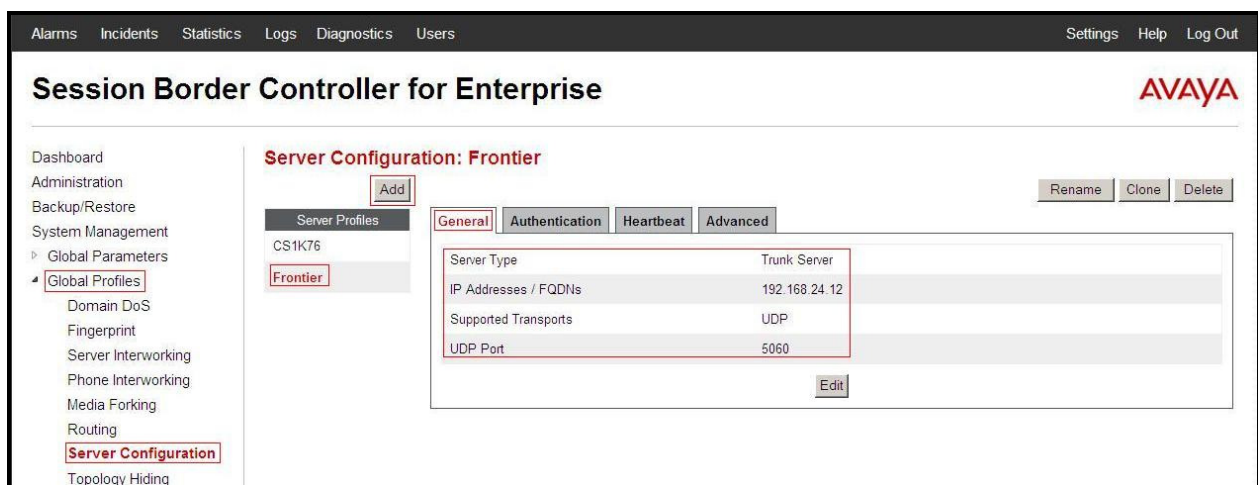 Alarms Incidents Statistics Logs Diagnostics Users Settings Help Log Out
Session Border Controller for Enterprise
AVAYA
Dashboard
Administration
Backup/Restore
System Management
Global Parameters
Global Profiles
Domain DoS
Fingerprint
Server Interworking
Phone Interworking
Media Forking
Routing
Server Configuration
Topology Hiding
Server Configuration: Frontier
Add
Rename Clone Delete
Server Profiles
CS1K76
Frontier
General Authentication Heartbeat Advanced
Server Type Trunk Server
IP Addresses / FQDNs 192.168.24.12
Supported Transports UDP
UDP Port 5060
Edit